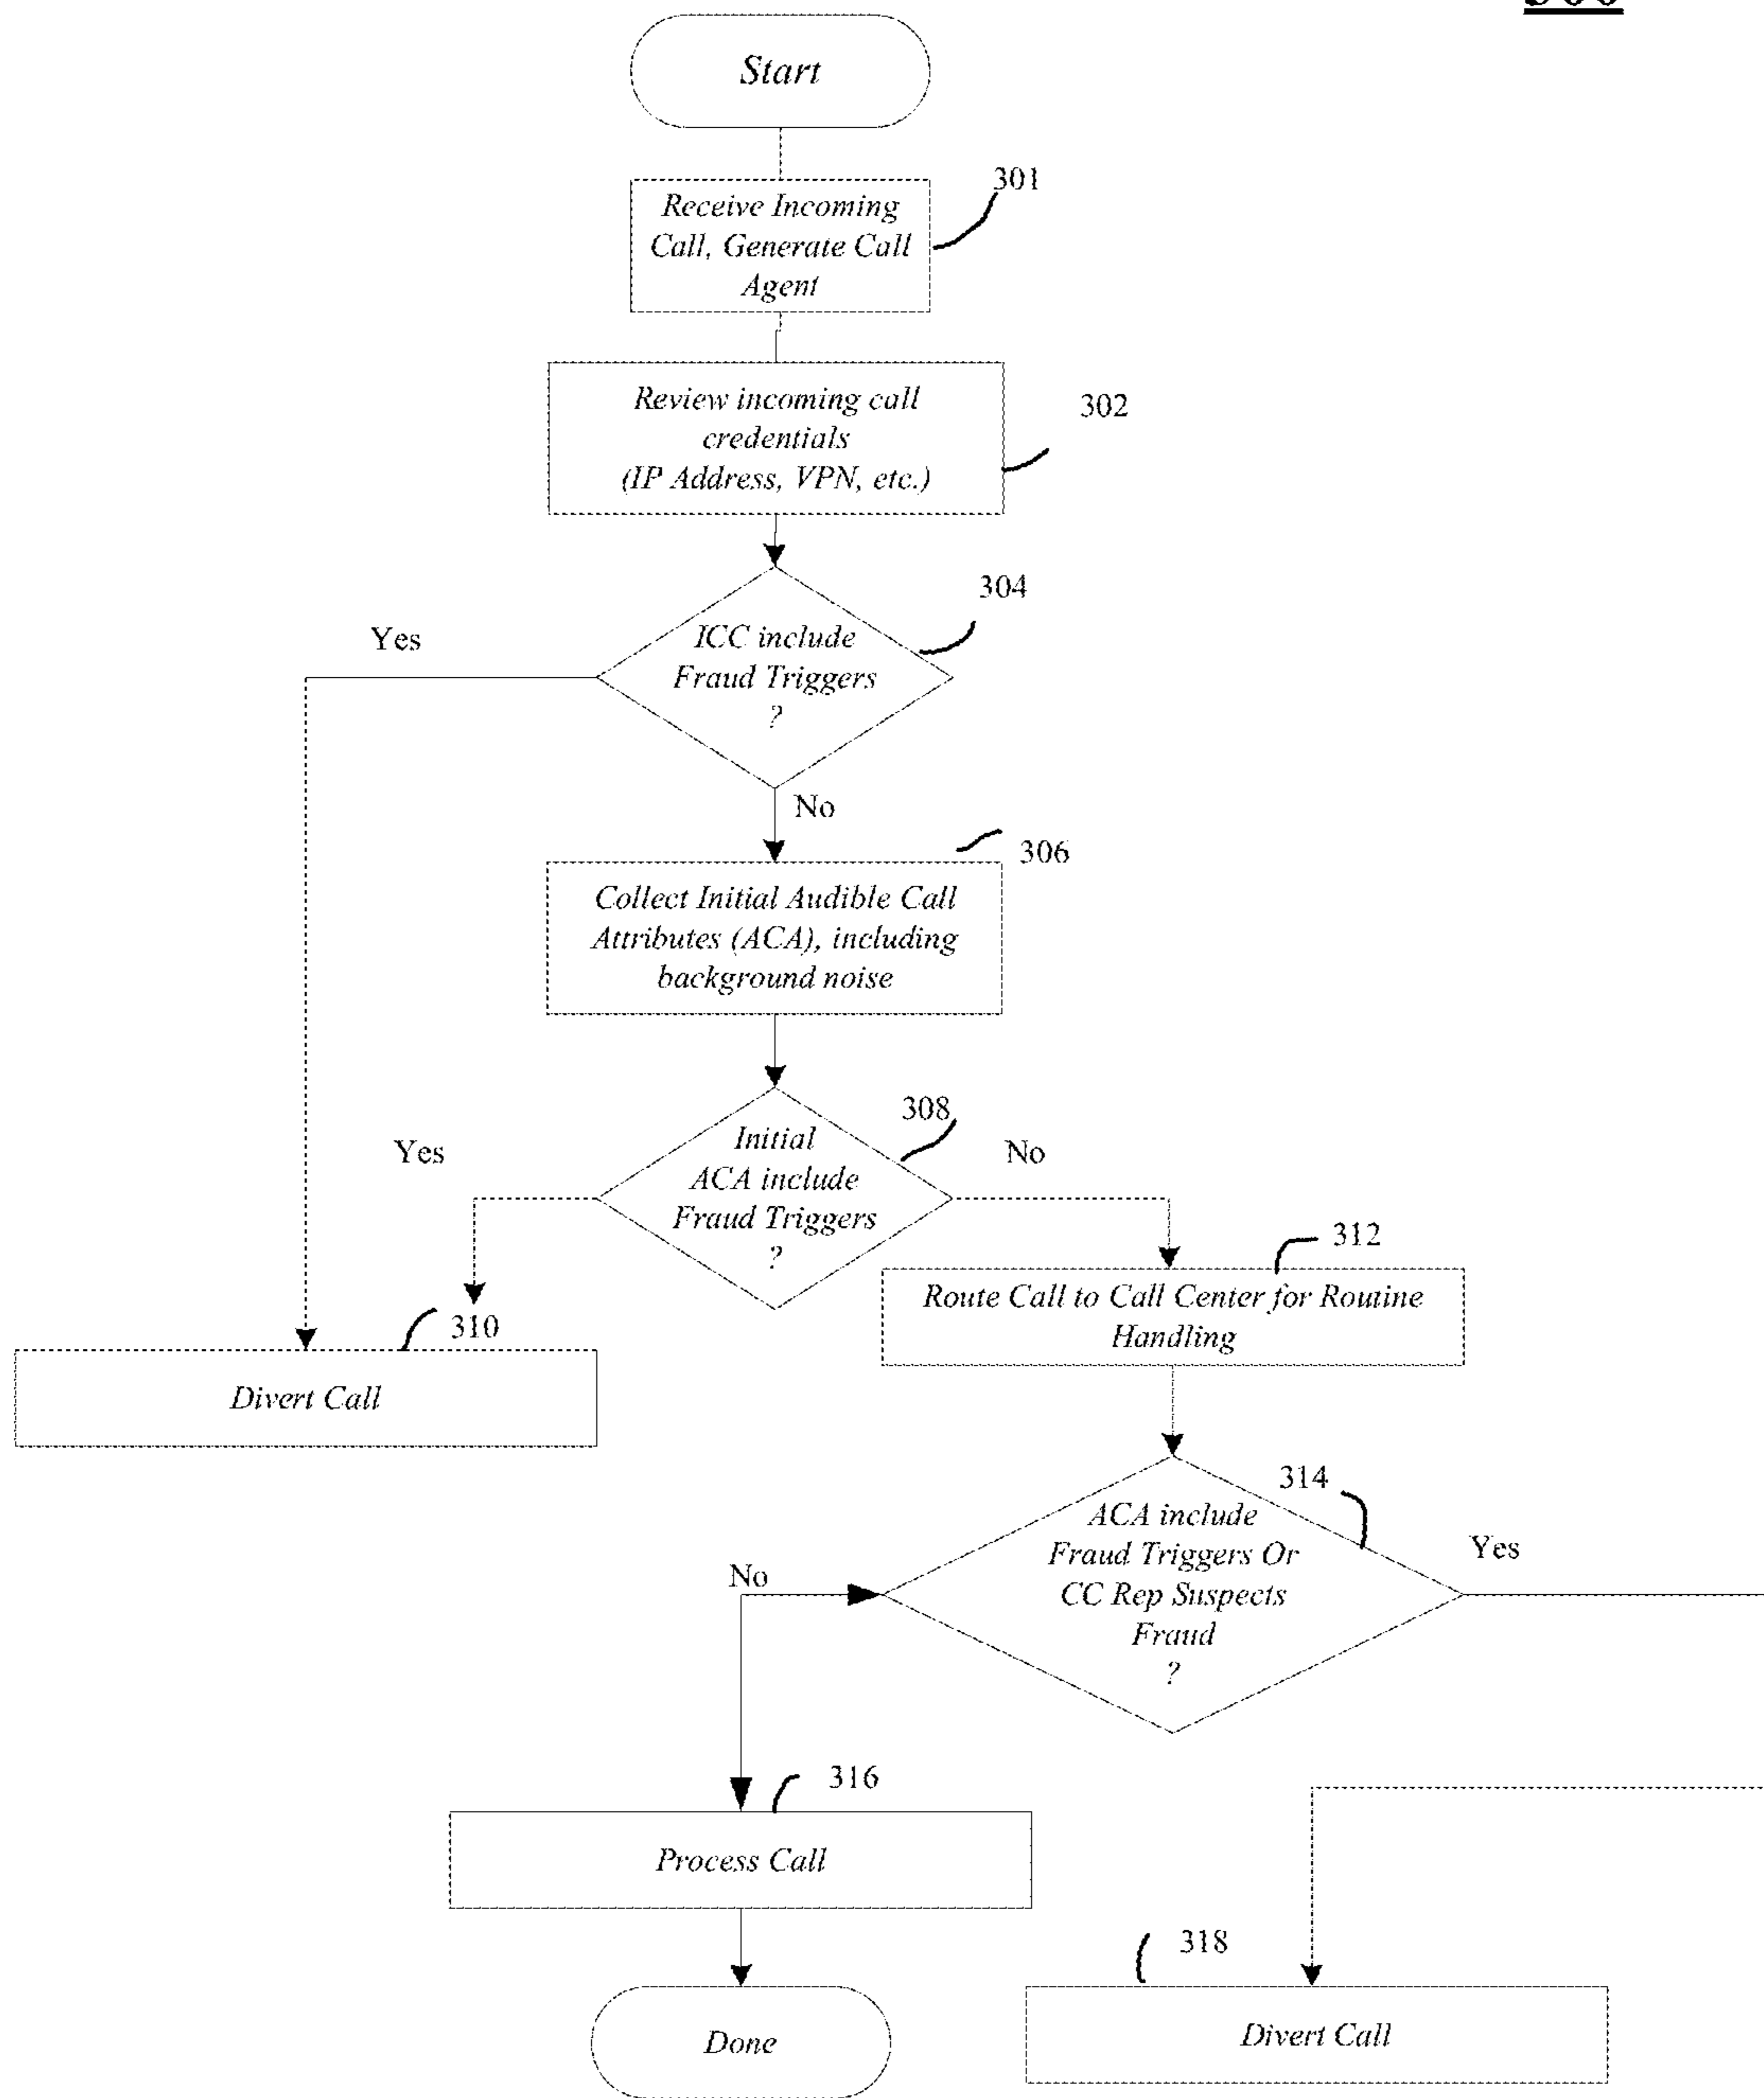 Start
301
Receive Incoming
Call, Generate Call
Agent
302
Review incoming call
credentials
(IP Address, VPN, etc.)
304
Yes
ICC include
Fraud Triggers
?
No
306
Collect Initial Audible Call
Attributes (ACA), including
background noise
308
Yes
Initial
ACA include
Fraud Triggers
?
No
312
Route Call to Call Center for Routine
Handling
310
Divert Call
314
ACA include
Fraud Triggers Or
CC Rep Suspects
Fraud
?
Yes
No
316
Process Call
318
Done
Divert Call